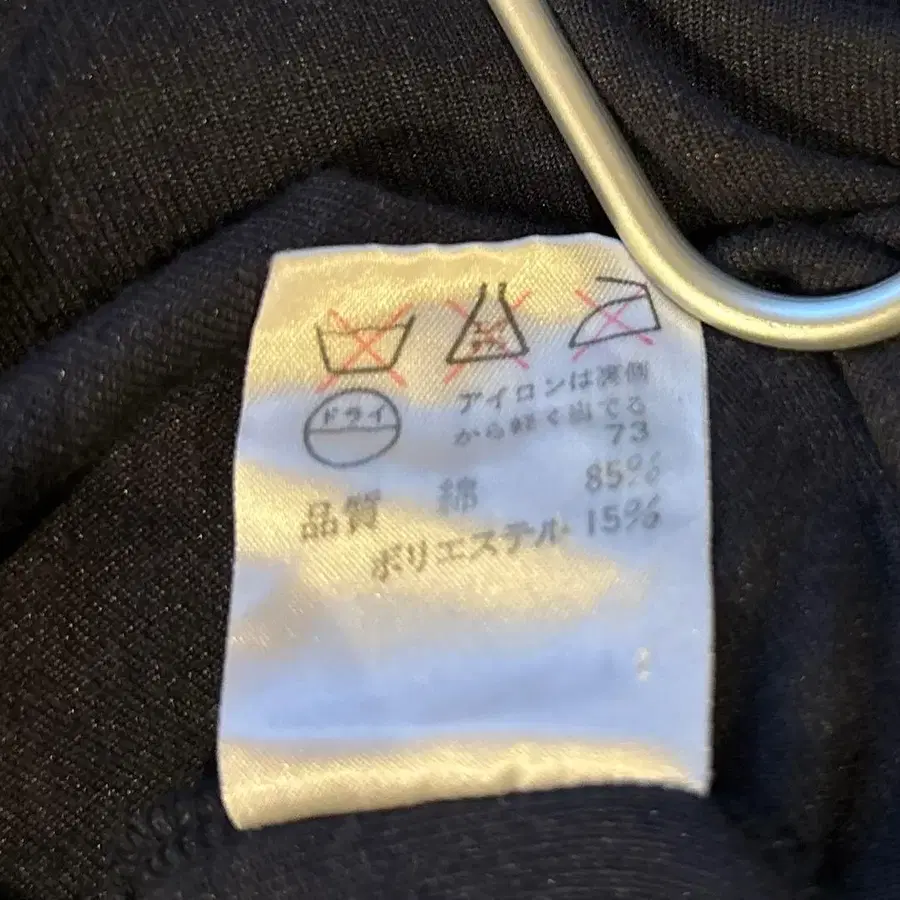 ドライ
アイロンは裏側
から軽く当てる
73
品質 綿 85%
ポリエステル 15%